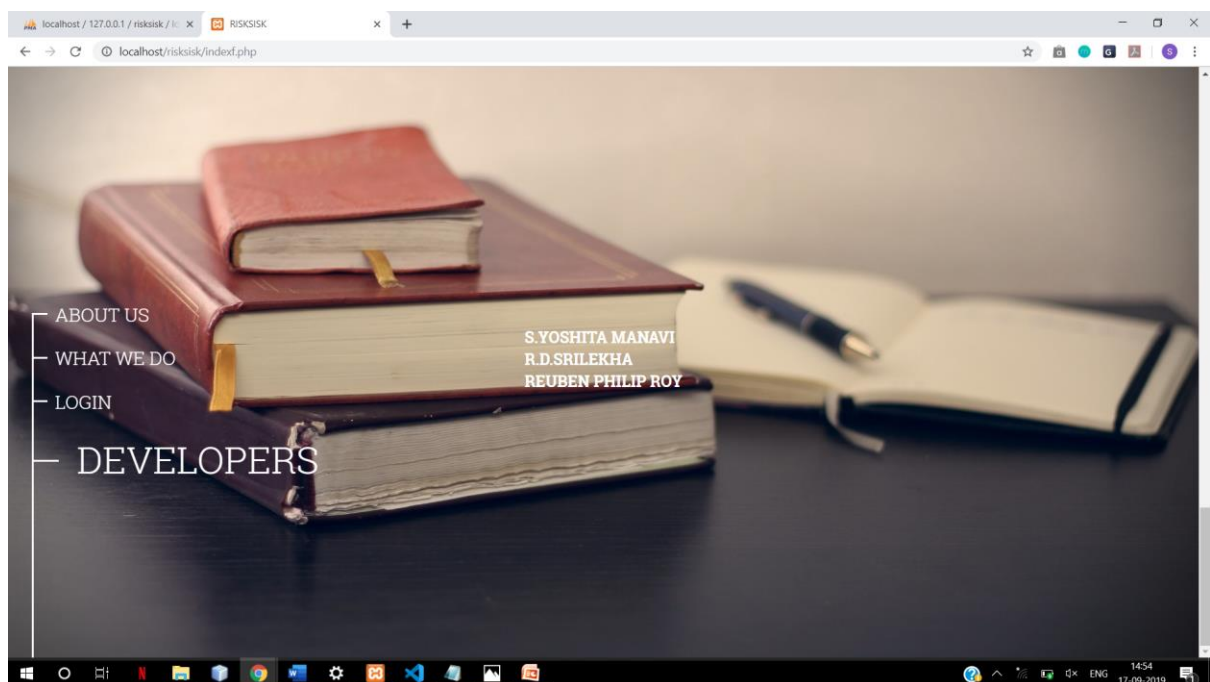 localhost / 127.0.0.1 / risksisk / lo
RISKSISK
localhost/risksisk/indexf.php
ABOUT US
WHAT WE DO
LOGIN
DEVELOPERS
S.YOSHITA MANAVI
R.D.SRILEKHA
REUBEN PHILIP ROY
ENG
14:54
17-09-2019